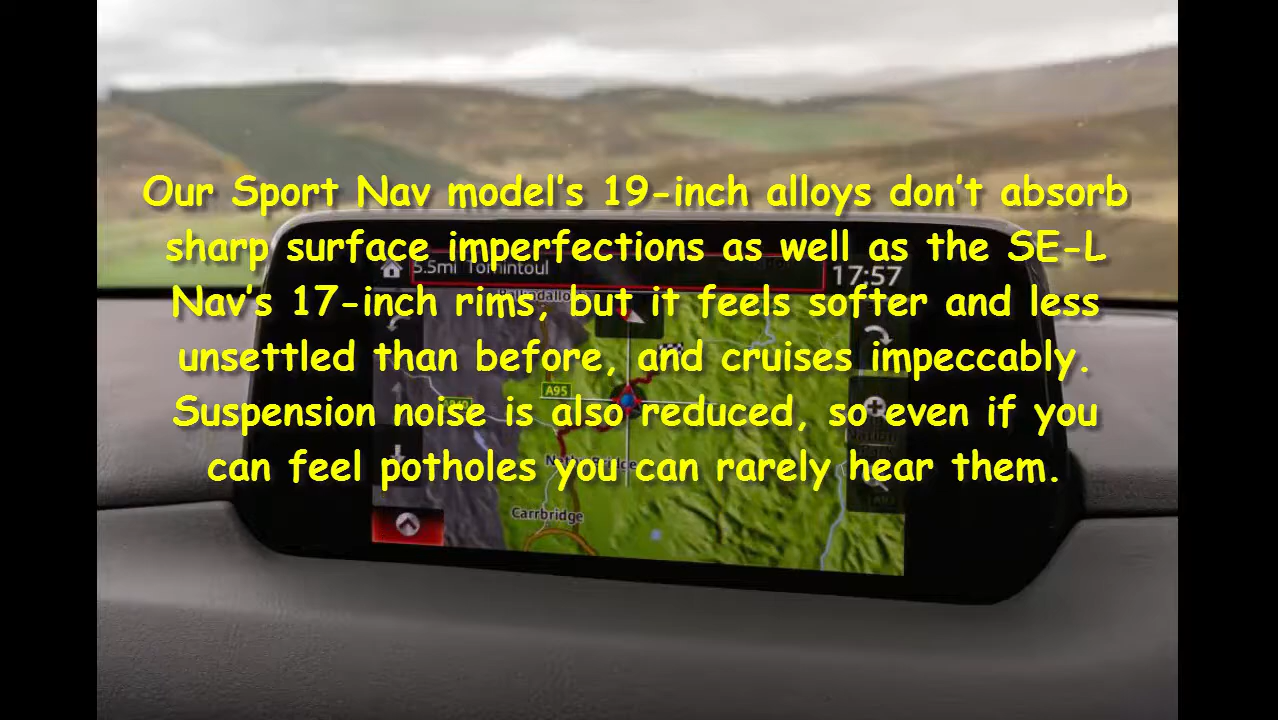 Our Sport Nav model's 19-inch alloys don't absorb
sharp surface imperfections as well as the SE-L
Nav's 17-inch rims, but it feels softer and less
unsettled than before, and cruises impeccably.
Suspension noise is also reduced, so even if you
can feel potholes you can rarely hear them.
5.5mi Tomintoul
17:57
A95
Carrbridge